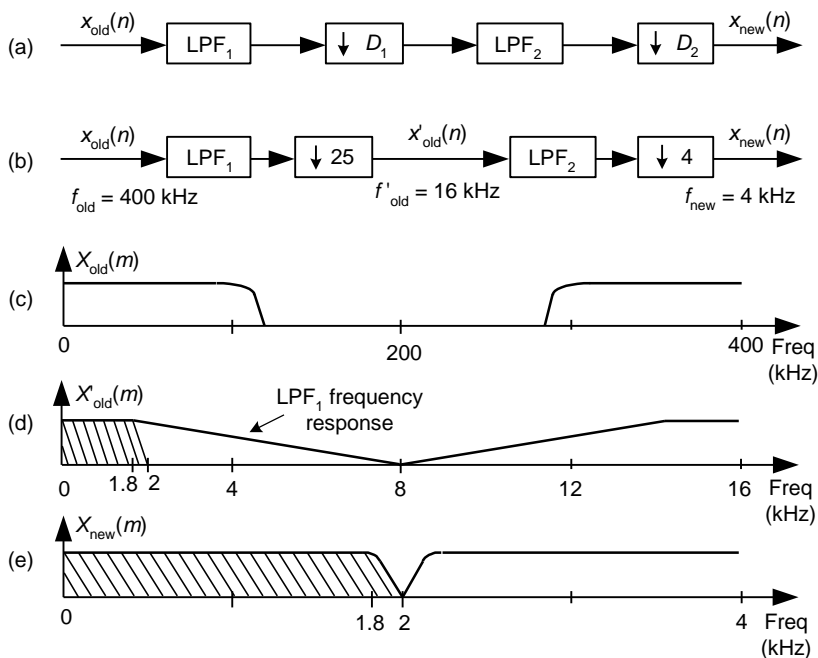 x_old(n) x_new(n)
(a) LPF_1 ↓ D_1 LPF_2 ↓ D_2
x_old(n) x'_old(n) x_new(n)
(b) LPF_1 ↓ 25 LPF_2 ↓ 4
f_old = 400 kHz f'_old = 16 kHz f_new = 4 kHz
X_old(m)
(c)
0 200 400 Freq
(kHz)
X'_old(m) LPF_1 frequency
response
(d)
0 1.8 2 4 8 12 16 Freq
(kHz)
X_new(m)
(e)
0 1.8 2 4 Freq
(kHz)